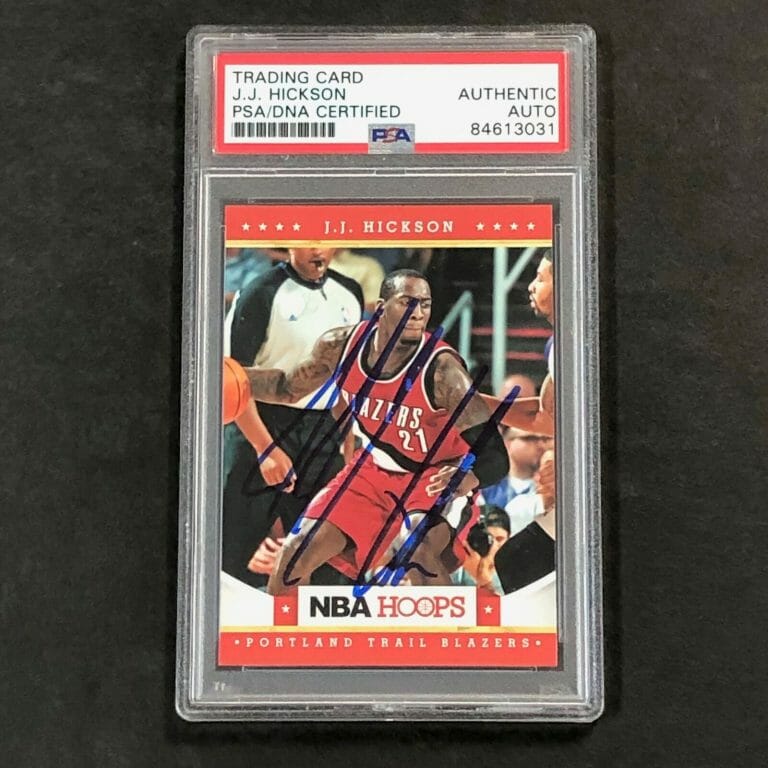 TRADING CARD
J.J. HICKSON
PSA/DNA CERTIFIED
AUTHENTIC
AUTO
84613031
PSA
J.J. HICKSON
BLAZERS
21
NBA HOOPS
• PORTLAND TRAIL BLAZERS •